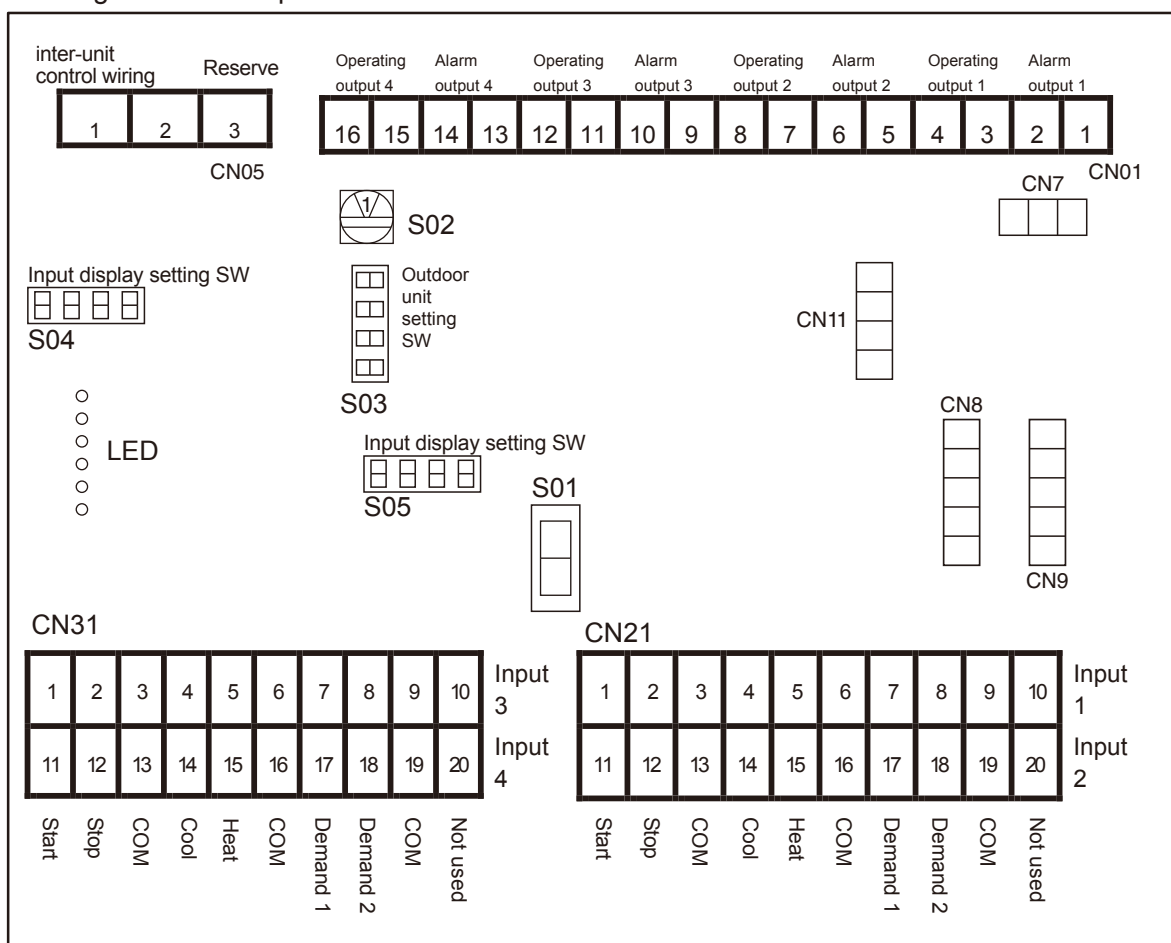 inter-unit
control wiring
Reserve
1 2 3
CN05
Operating Alarm Operating Alarm Operating Alarm Operating Alarm
output 4 output 4 output 3 output 3 output 2 output 2 output 1 output 1
16 15 14 13 12 11 10 9 8 7 6 5 4 3 2 1
CN01
CN7
1
S02
Input display setting SW
S04
Outdoor
unit
setting
SW
S03
CN11
LED
CN8
Input display setting SW
S05
S01
CN9
CN31
1 2 3 4 5 6 7 8 9 10
Input
3
11 12 13 14 15 16 17 18 19 20
Input
4
Start
Stop
COM
Cool
Heat
COM
Demand 1
Demand 2
COM
Not used
CN21
1 2 3 4 5 6 7 8 9 10
Input
1
11 12 13 14 15 16 17 18 19 20
Input
2
Start
Stop
COM
Cool
Heat
COM
Demand 1
Demand 2
COM
Not used